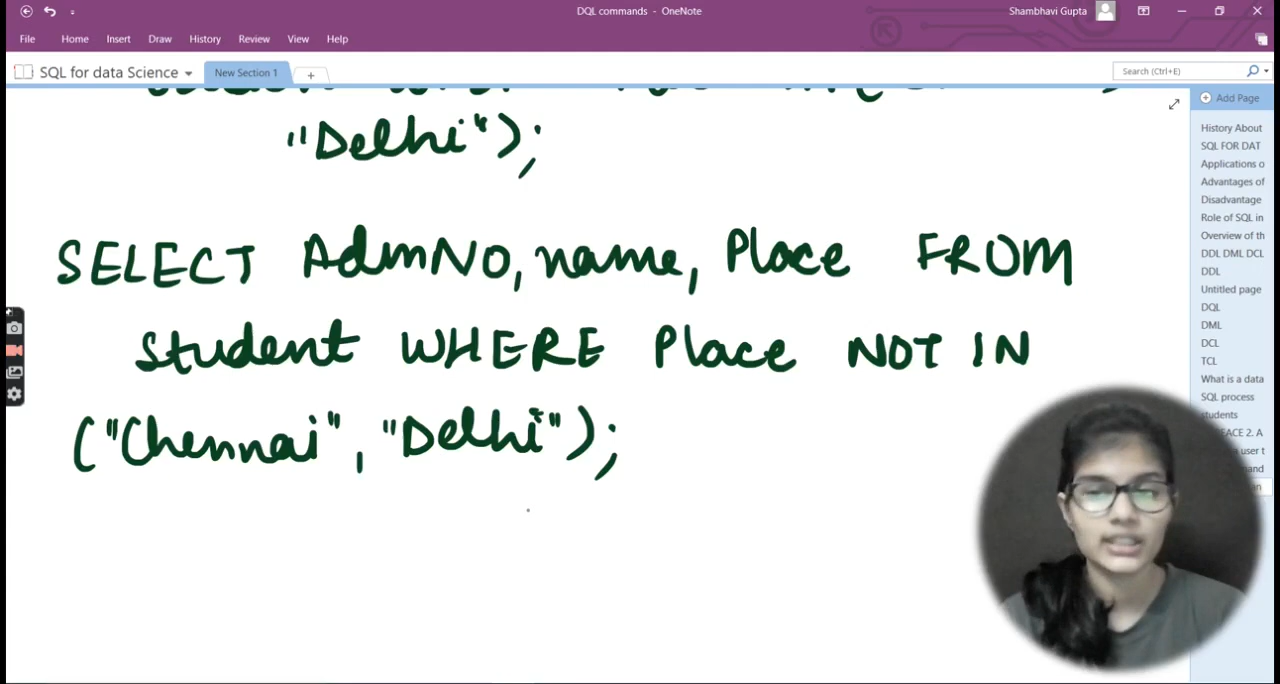 DQL commands - OneNote
Shambhavi Gupta
File Home Insert Draw History Review View Help
SQL for data Science
New Section 1
+
Search (Ctrl+E)
Add Page
"Delhi");
SELECT AdmNo, name, Place FROM
student WHERE Place NOT IN
("Chennai", "Delhi");
History About
SQL FOR DAT
Applications o
Advantages of
Disadvantage
Role of SQL in
Overview of th
DDL DML DCL
DDL
Untitled page
DQL
DML
DCL
TCL
What is a data
SQL process
students
FACE 2. A
user t